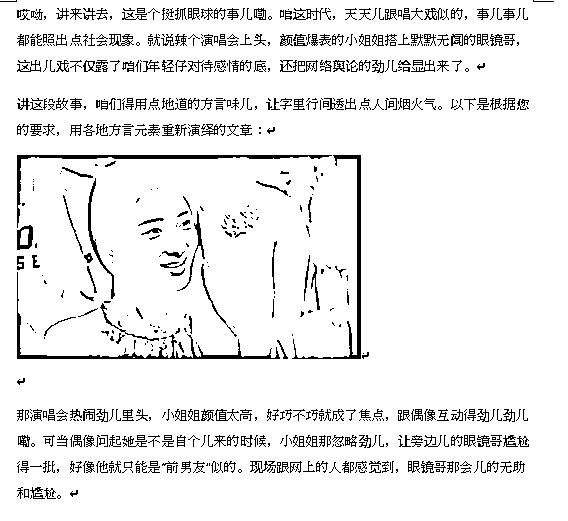 哎呦，讲来讲去，这是个挺抓眼球的事儿嘞。咱这时代，天天儿跟唱大戏似的，事儿事儿
都能照出点社会现象。就说辣个演唱会上头，颜值爆表的小姐姐搭上默默无闻的眼镜哥，
这出儿戏不仅露了咱们年轻仔对待感情的底，还把网络舆论的劲儿给显出来了。
讲这段故事，咱们得用点地道的方言味儿，让字里行间透出点人间烟火气。以下是根据您
的要求，用各地方言元素重新演绎的文章：
SE
那演唱会热闹劲儿里头，小姐姐颜值太高，好巧不巧就成了焦点，跟偶像互动得劲儿劲儿
嘞。可当偶像问起她是不是自个儿来的时候，小姐姐那忽略劲儿，让旁边儿的眼镜哥尴尬
得一批，好像他就只能是“前男友”似的。现场跟网上的人都感觉到，眼镜哥那会儿的无助
和尴尬。